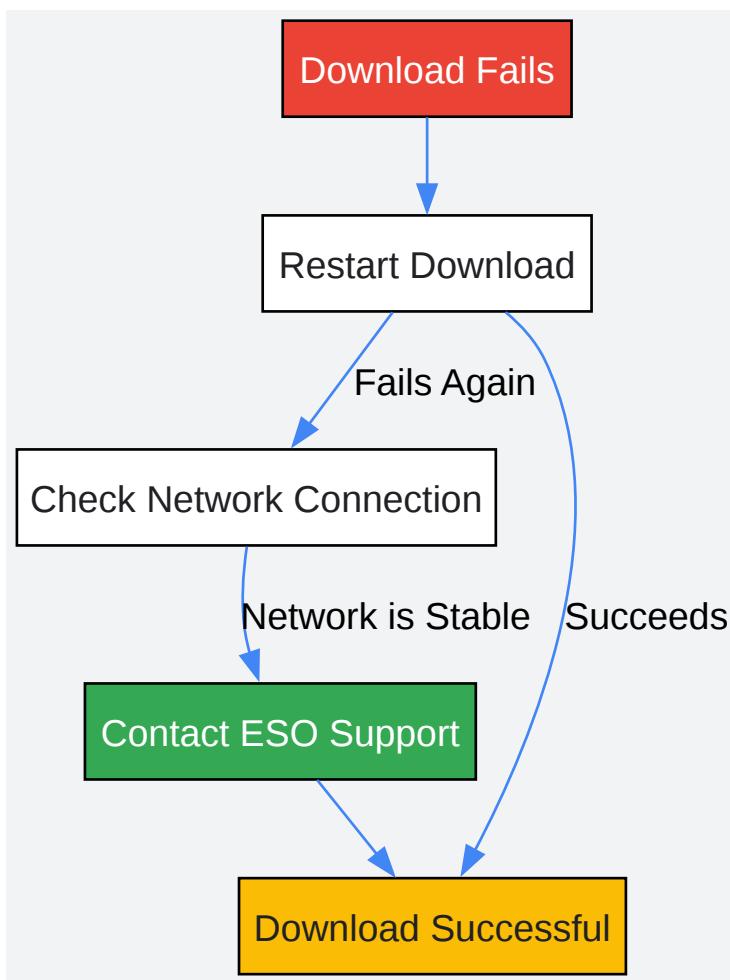 Download Fails
Restart Download
Fails Again
Check Network Connection
Network is Stable
Succeeds
Contact ESO Support
Download Successful